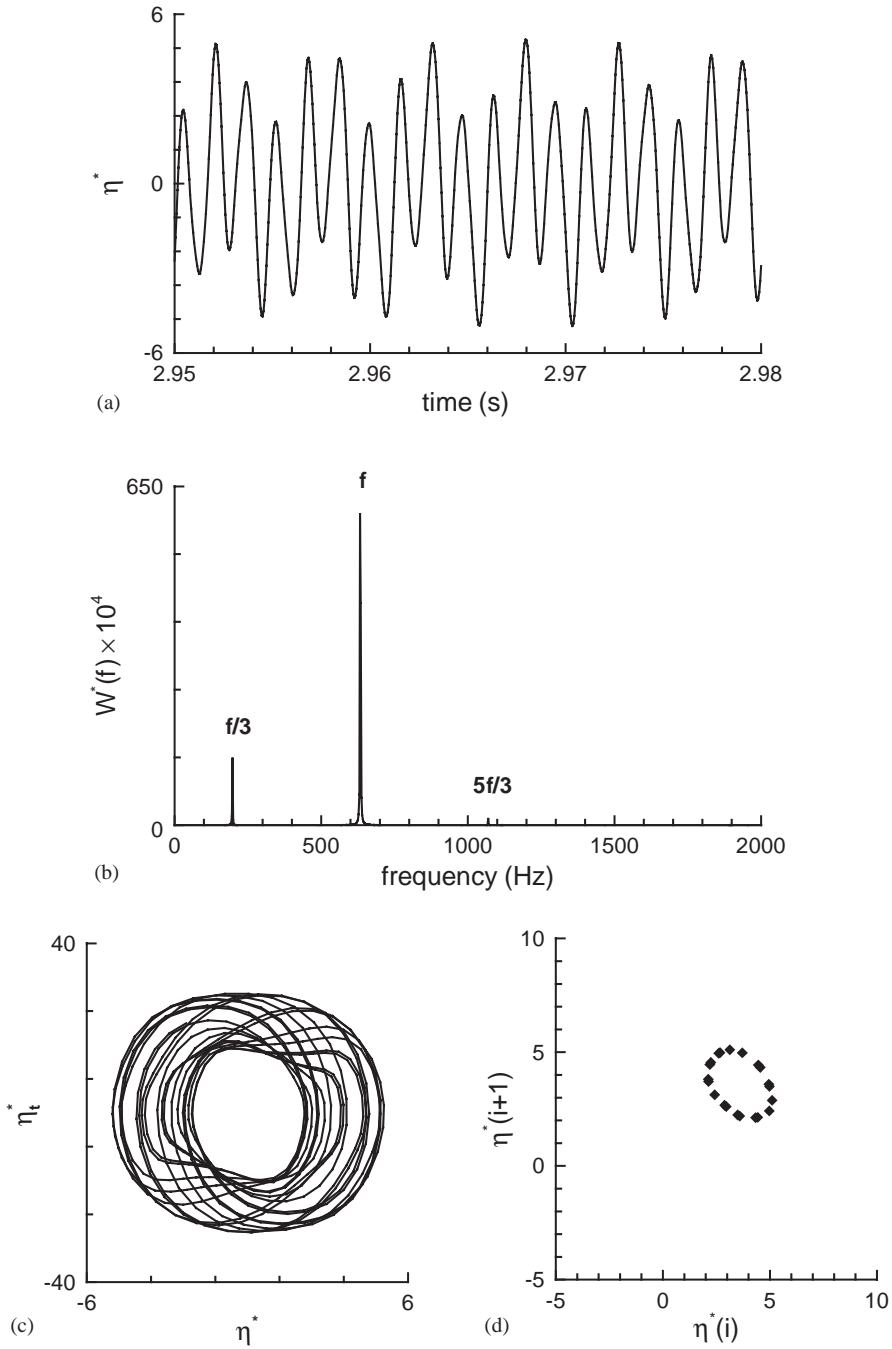 6
0
-6
η*
2.95 2.96 2.97 2.98
time (s)
(a)
650
0
W*(f) × 10⁴
f/3
f
5f/3
0 500 1000 1500 2000
frequency (Hz)
(b)
40
-40
η*t
-6 6
η*
(c)
10
5
0
-5
η*(i+1)
-5 0 5 10
η*(i)
(d)